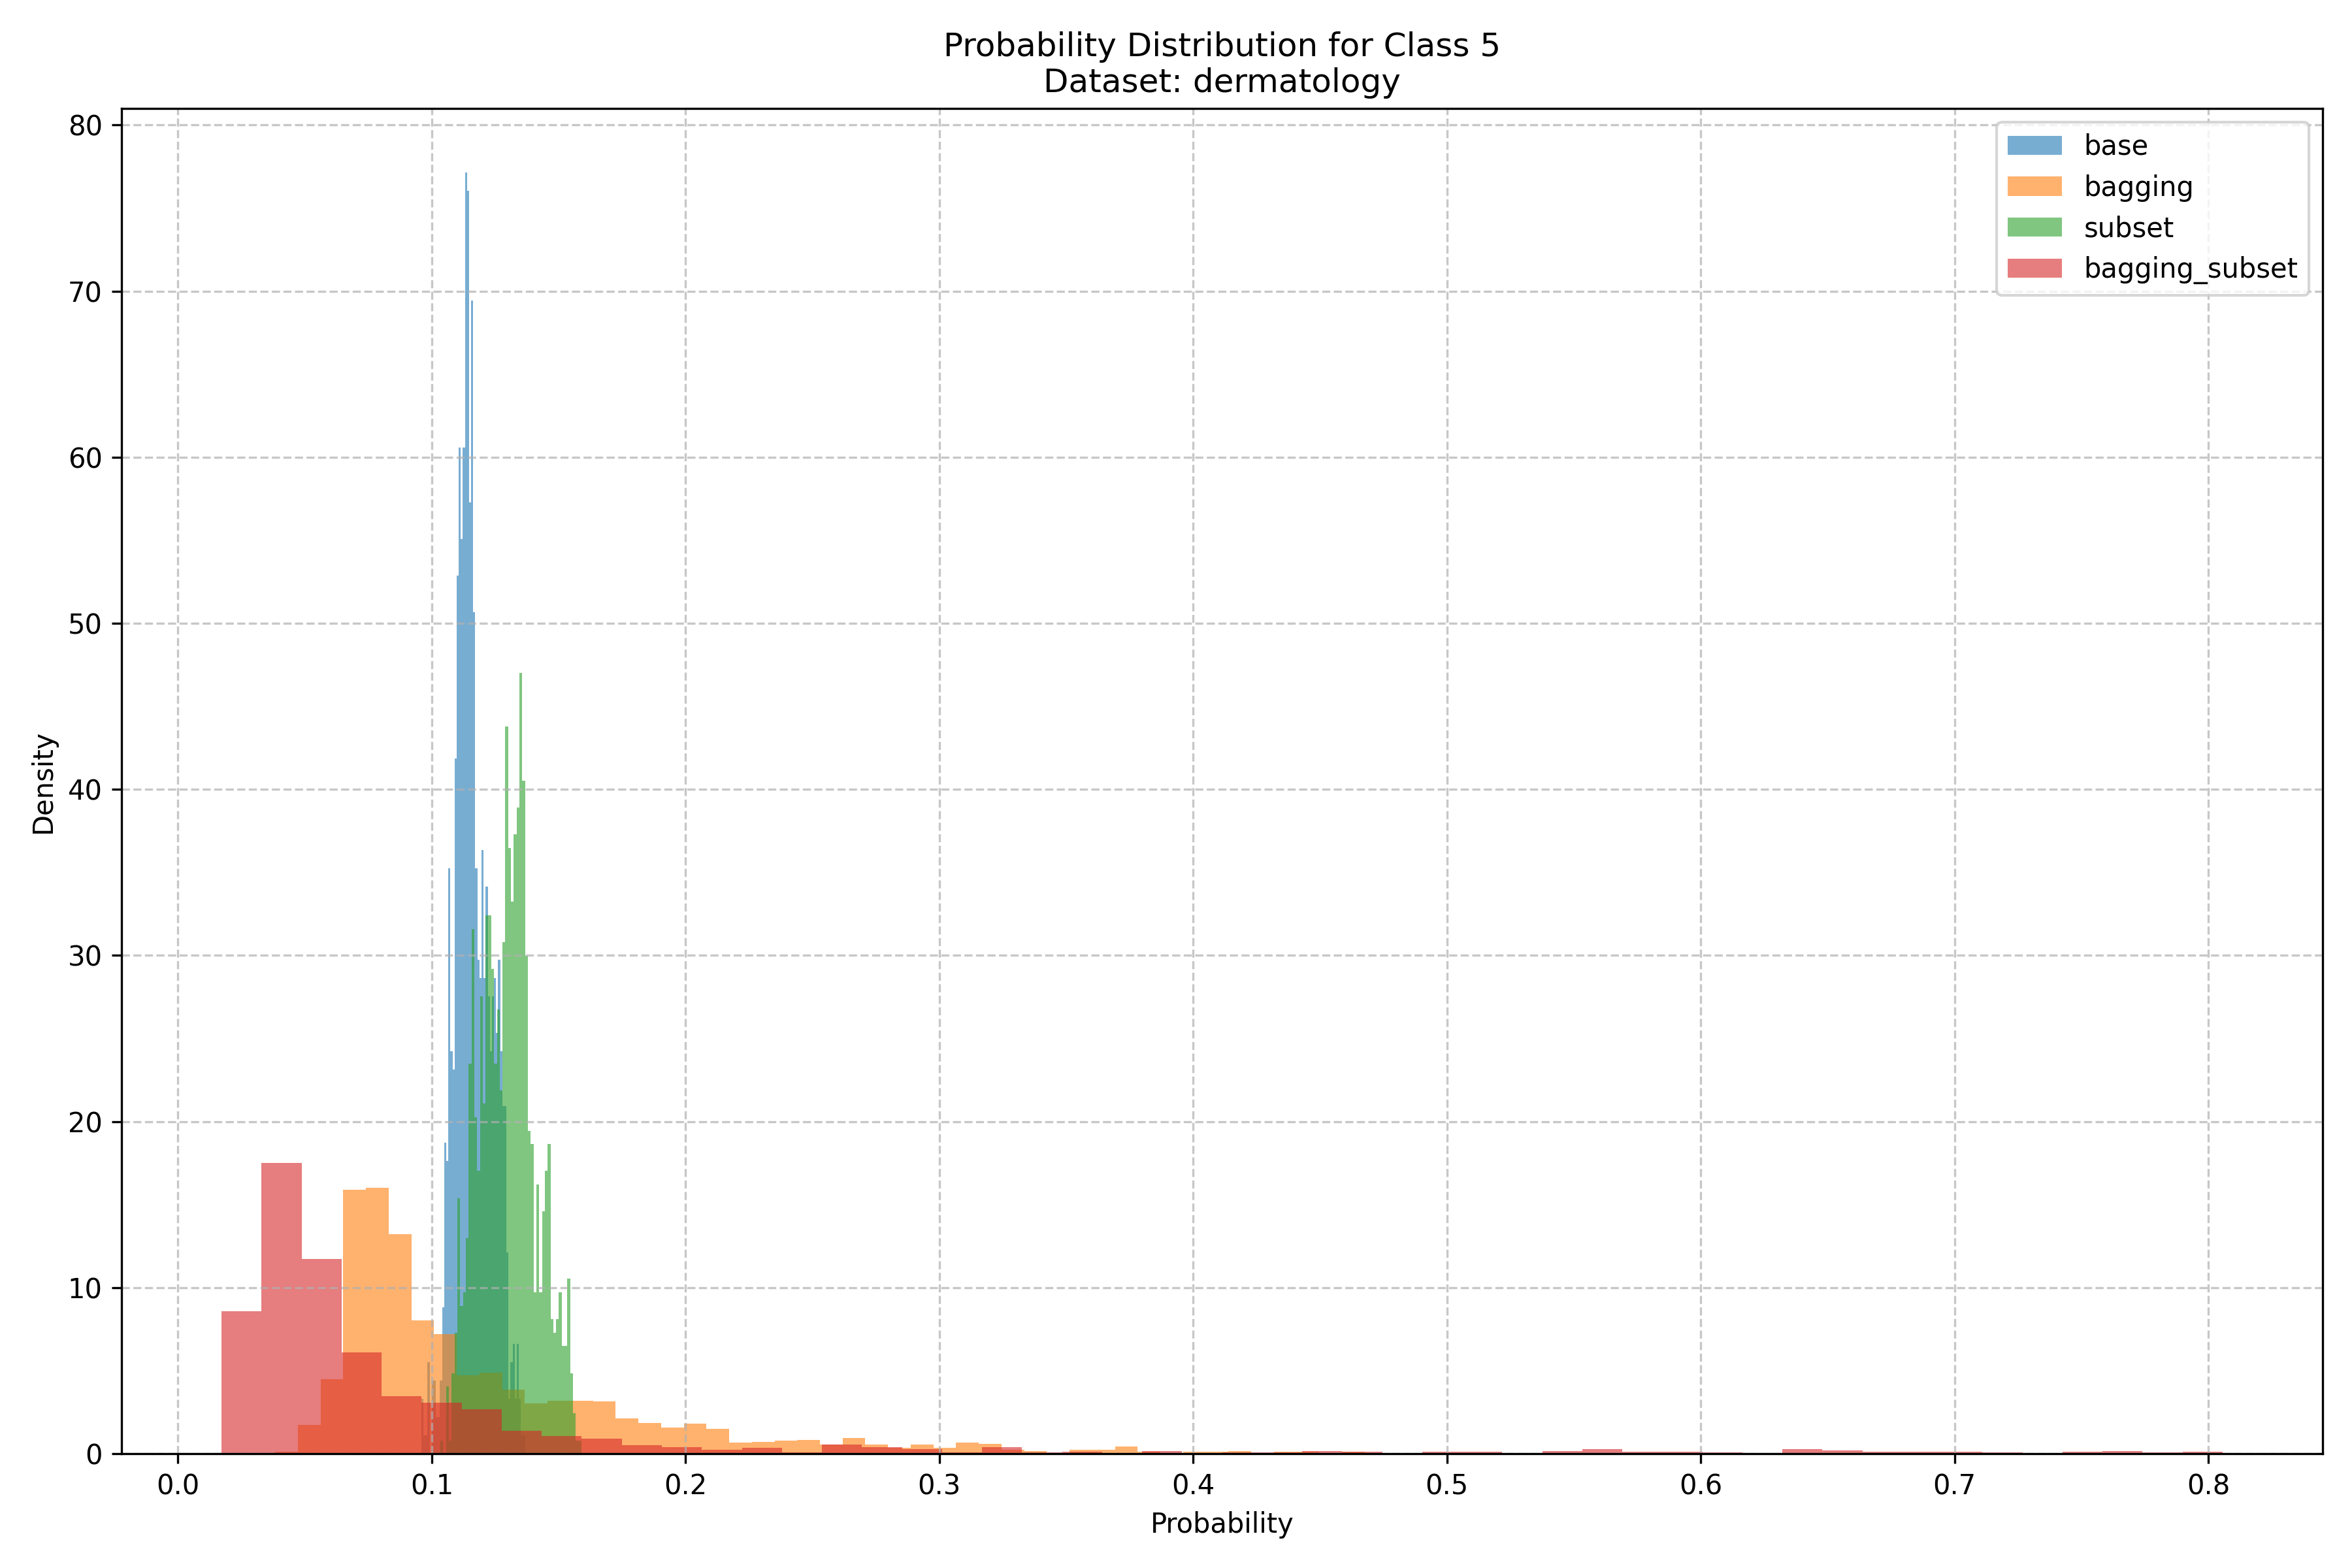 Probability Distribution for Class 5
Dataset: dermatology
80
70
60
50
40
30
20
10
0
Density
base
bagging
subset
bagging_subset
0.0 0.1 0.2 0.3 0.4 0.5 0.6 0.7 0.8
Probability